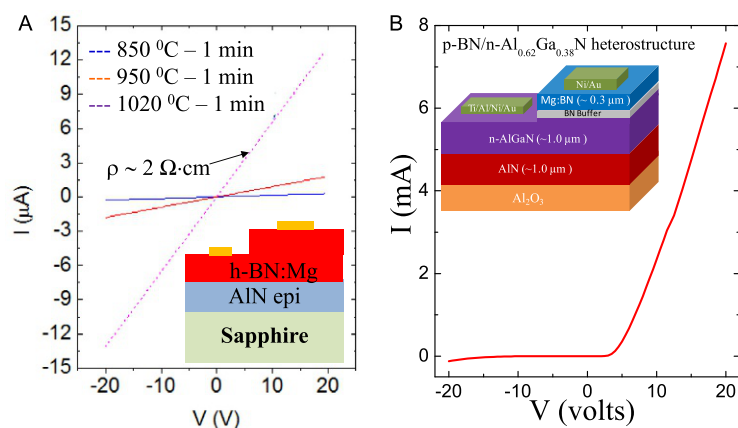 A
I (μA)
15
12
9
6
3
0
-3
-6
-9
-12
-15
850 ⁰C – 1 min
950 ⁰C – 1 min
1020 ⁰C – 1 min
ρ ~ 2 Ω·cm
h-BN:Mg
AlN epi
Sapphire
-20
-10
0
10
20
V (V)
B
I (mA)
8
6
4
2
0
p-BN/n-Al₀.₆₂Ga₀.₃₈N heterostructure
Ni/Au
Ti/Al/Ni/Au
Mg:BN (~ 0.3 μm)
BN Buffer
n-AlGaN (~1.0 μm)
AlN (~1.0 μm)
Al₂O₃
-20
-10
0
10
20
V (volts)